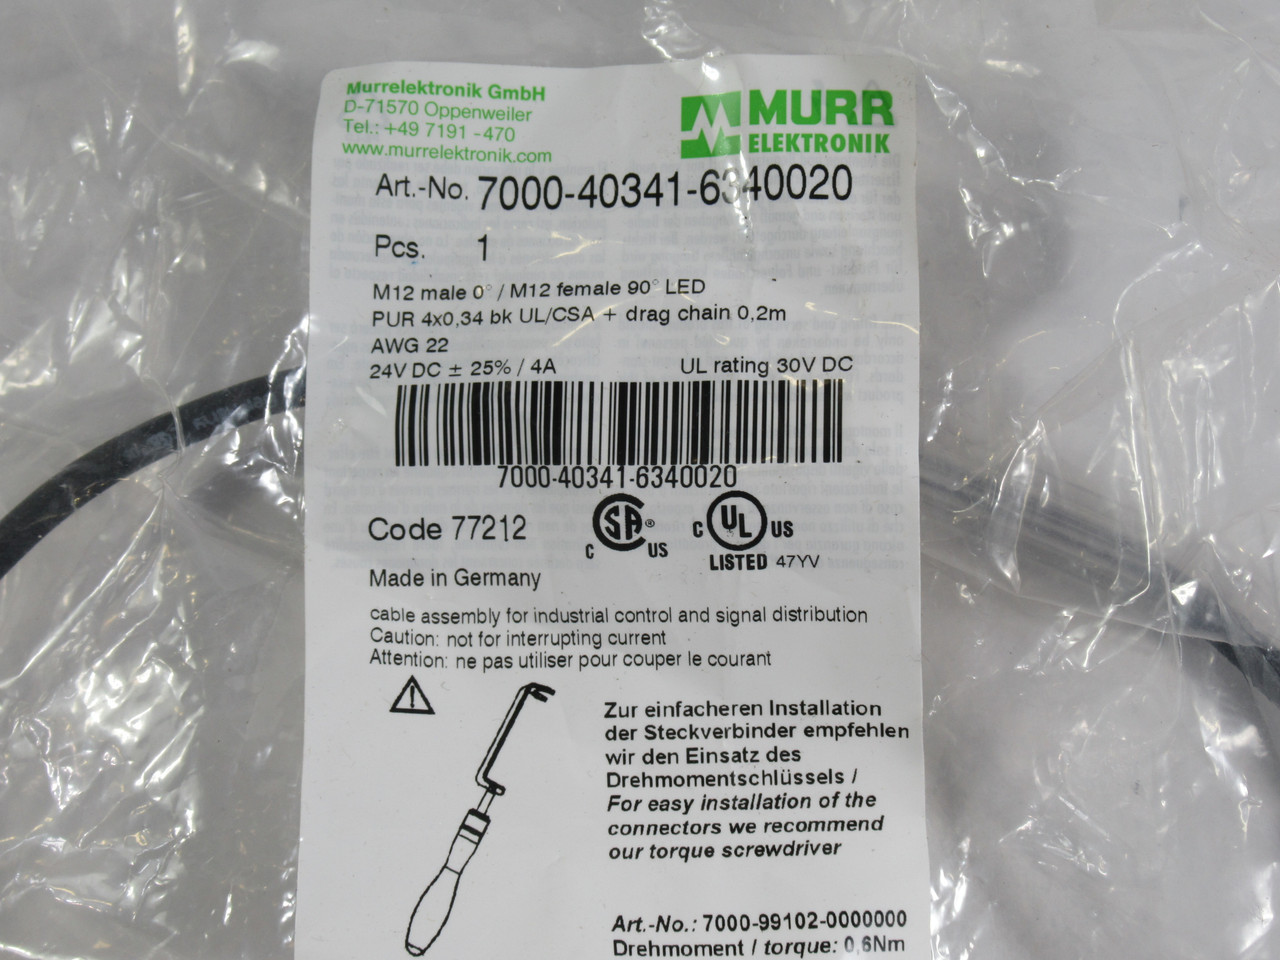 Murrelektronik GmbH
D-71570 Oppenweiler
Tel.: +49 7191 -470
www.murrelektronik.com
MURR
ELEKTRONIK
Art.-No. 7000-40341-6340020
Pcs. 1
M12 male 0° / M12 female 90° LED
PUR 4x0,34 bk UL/CSA + drag chain 0,2m
AWG 22
24V DC ± 25% / 4A UL rating 30V DC
7000-40341-6340020
Code 77212
C SA ® US
C UL US
LISTED 47YV
Made in Germany
cable assembly for industrial control and signal distribution
Caution: not for interrupting current
Attention: ne pas utiliser pour couper le courant
Zur einfacheren Installation
der Steckverbinder empfehlen
wir den Einsatz des
Drehmomentschlüssels /
For easy installation of the
connectors we recommend
our torque screwdriver
Art.-No.: 7000-99102-0000000
Drehmoment / torque: 0,6Nm